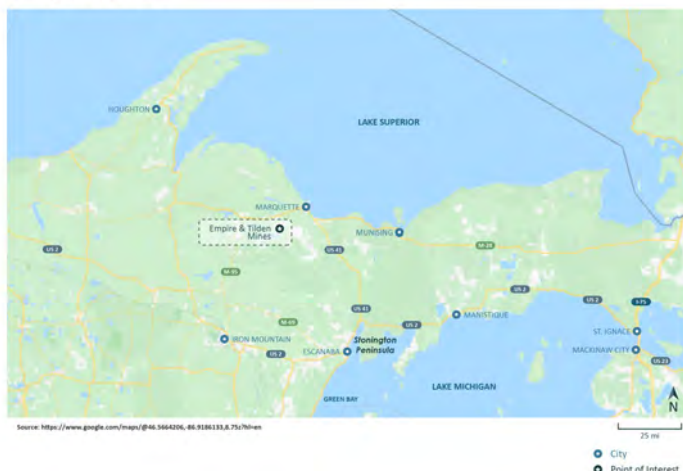 HOUGHTON
LAKE SUPERIOR
MARQUETTE
Empire & Tilden
Mines
MUNISING
US 41
M-28
US 2
M-95
US 41
M-69
US 2
US 2
I-75
MANISTIQUE
ST. IGNACE
IRON MOUNTAIN
US 2
ESCANABA
Stonington
Peninsula
US 2
MACKINAW CITY
US 23
LAKE MICHIGAN
GREEN BAY
N
Source: https://www.google.com/maps/@46.5664206,-86.9186133,8.75z?hl=en
25 mi
City
Point of Interest